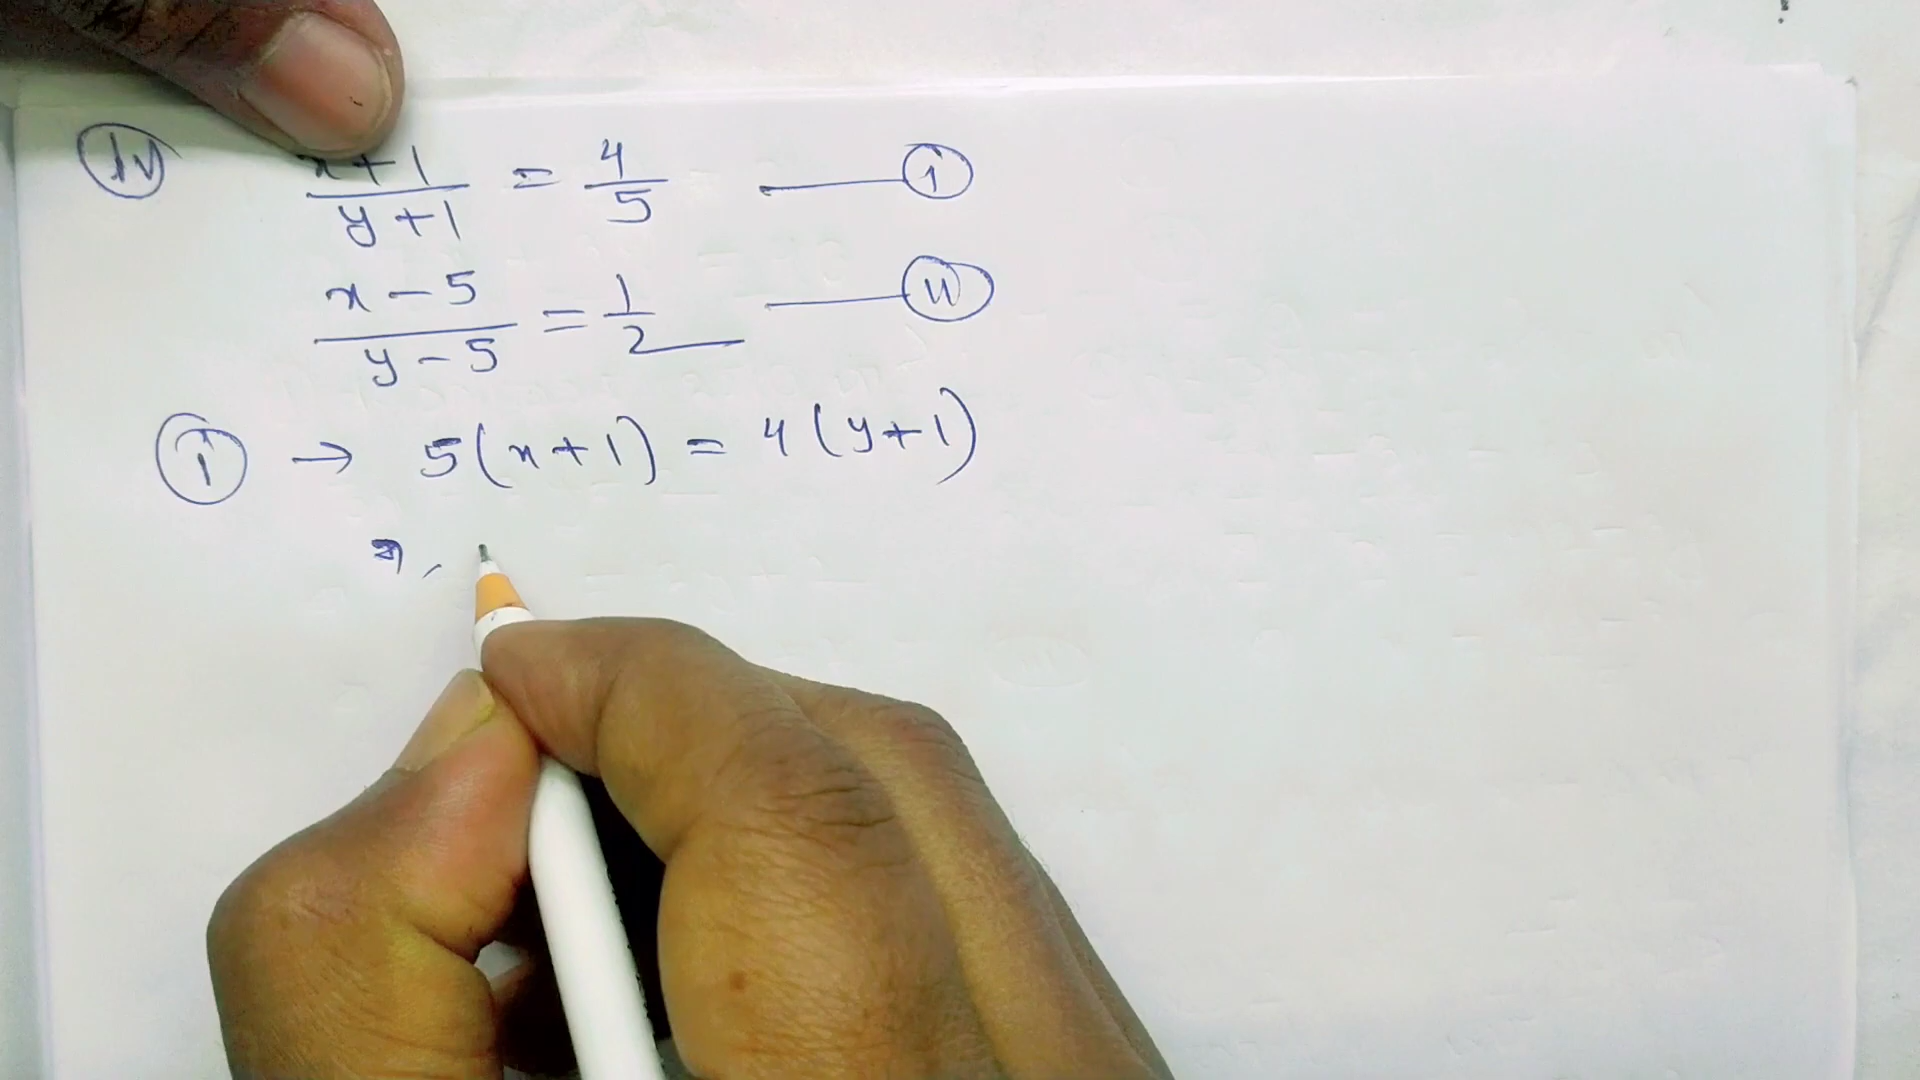 (iv) x+1/y+1 = 4/5 —— (i)
x-5/y-5 = 1/2 —— (ii)
(i) → 5(x+1) = 4(y+1)